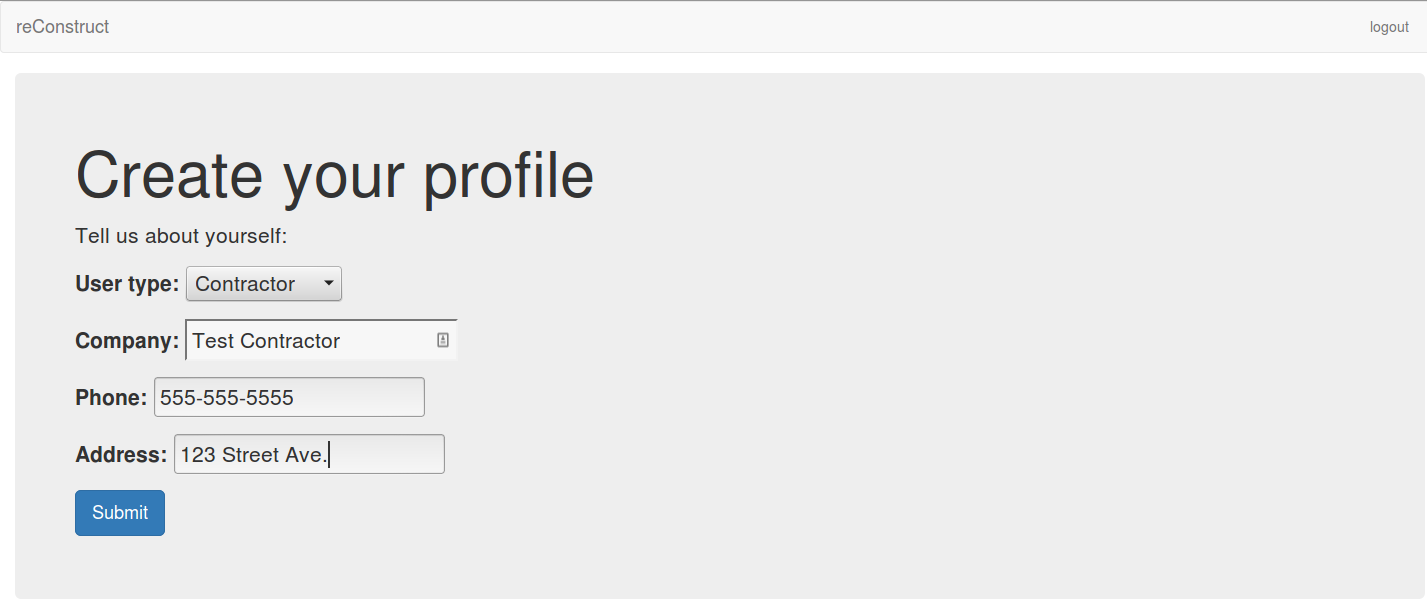 reConstruct logout
Create your profile
Tell us about yourself:
User type: Contractor
Company: Test Contractor
Phone: 555-555-5555
Address: 123 Street Ave.
Submit